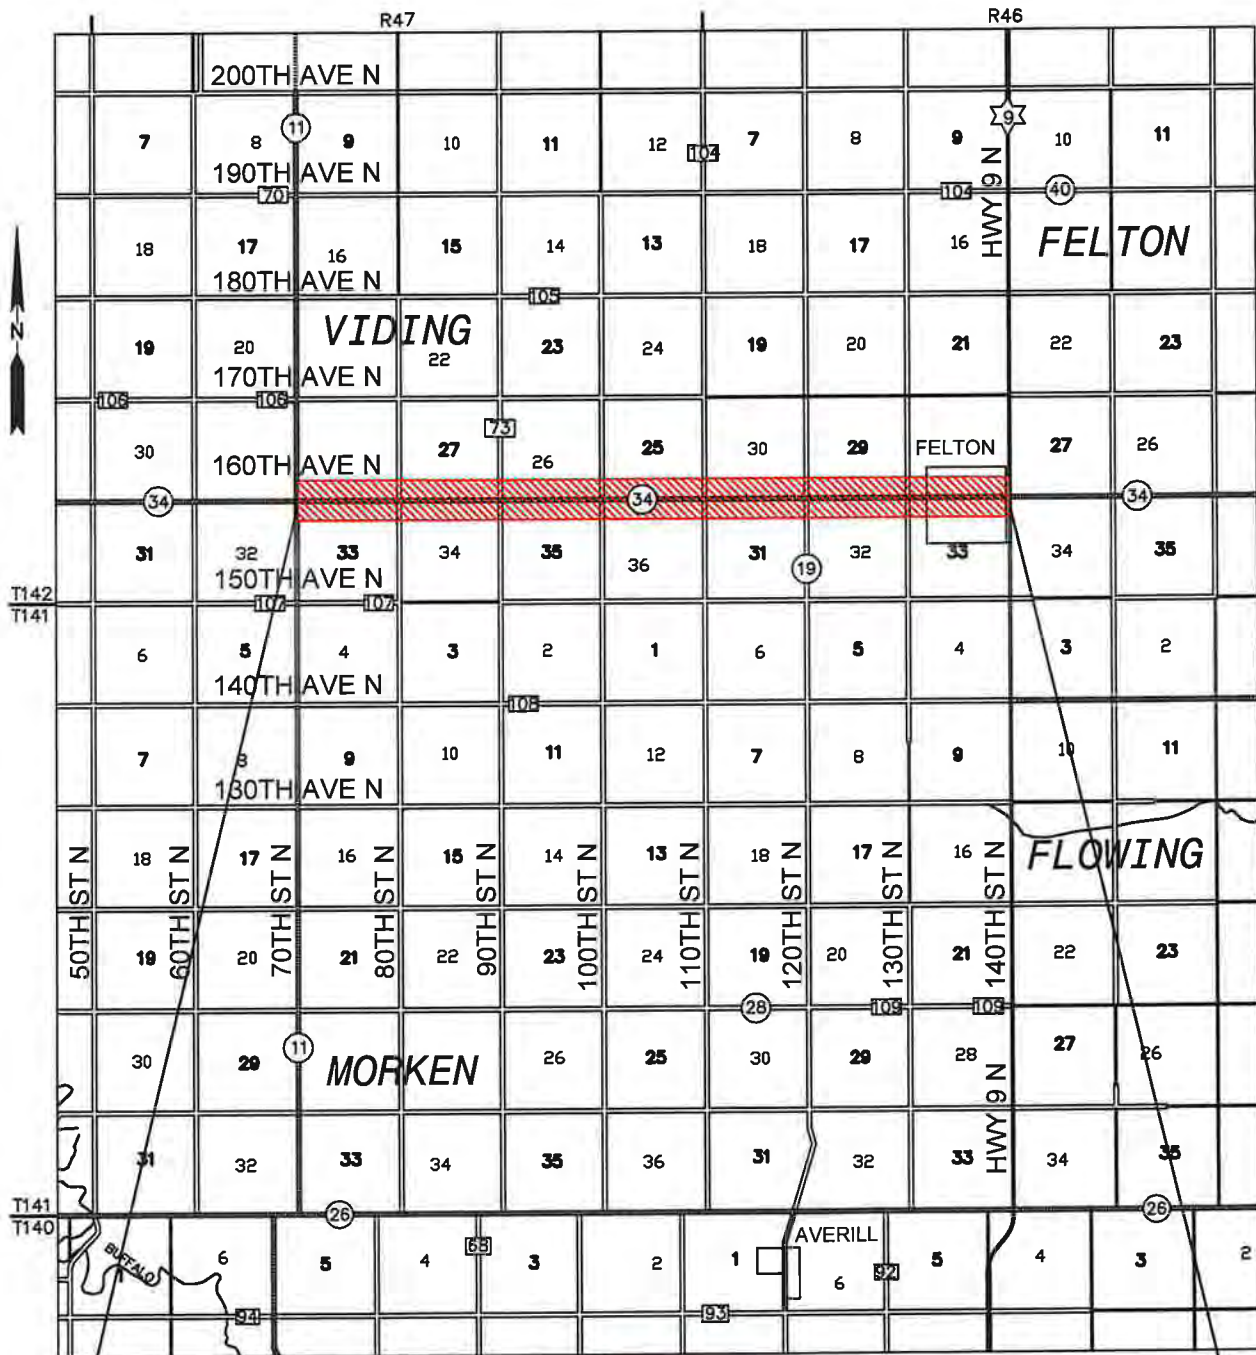 R47 R46
200TH AVE N
11 9
7 8 9 10 11 12 104 7 8 9 10 11
190TH AVE N
70 104 40
HWY 9 N
18 17 16 15 14 13 18 17 16 FELTON
180TH AVE N
105
VIDING
19 20 22 23 24 19 20 21 22 23
170TH AVE N
106 106
73
30 27 26 25 30 29 FELTON 27 26
160TH AVE N
34 34 34
31 32 33 34 35 36 31 19 32 33 34 35
150TH AVE N
T142 107 107
T141
6 5 4 3 2 1 6 5 4 3 2
140TH AVE N
108
7 8 9 10 11 12 7 8 9 10 11
130TH AVE N
18 17 16 15 14 13 18 17 16 FLOWING
50TH ST N 60TH ST N 70TH ST N 80TH ST N 90TH ST N 100TH ST N 110TH ST N 120TH ST N 130TH ST N 140TH ST N
19 20 21 22 23 24 19 20 21 22 23
28 109 109
11
30 29 MORKEN 26 25 30 29 28 27 26
HWY 9 N
31 32 33 34 35 36 31 32 33 34 35
T141 26 26
T140
BUFFALO 6 5 4 68 3 2 1 AVERILL 6 92 5 4 3 2
94 93
N